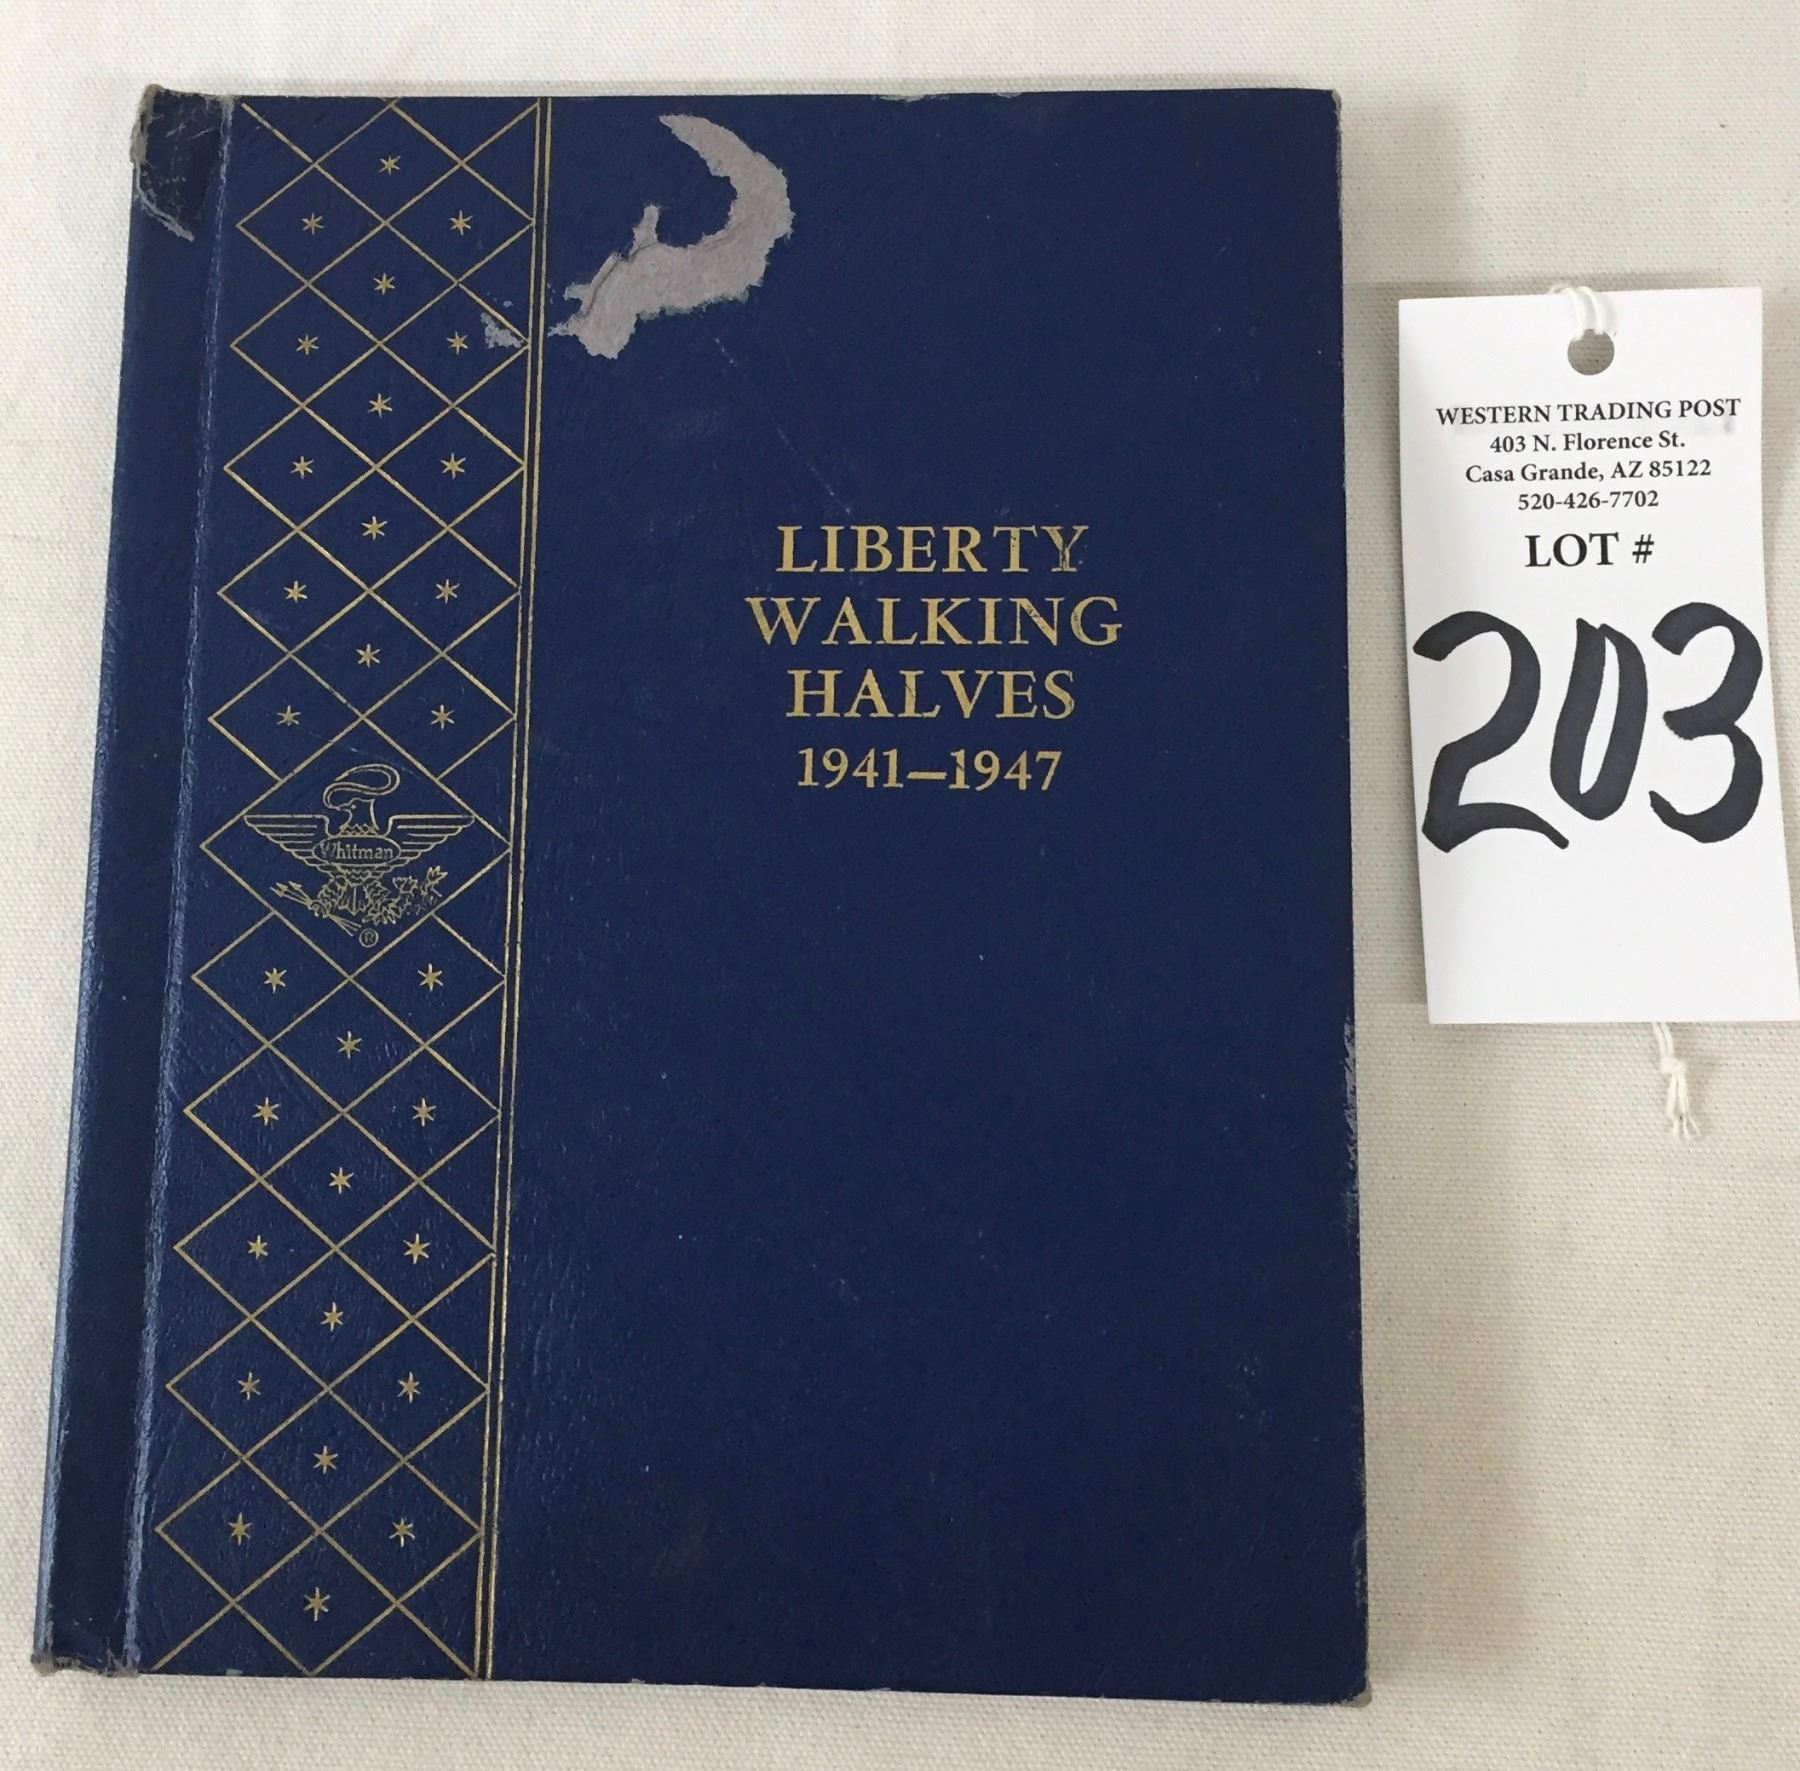 LIBERTY
WALKING
HALVES
1941–1947
Whitman
®
WESTERN TRADING POST
403 N. Florence St.
Casa Grande, AZ 85122
520-426-7702
LOT #
203